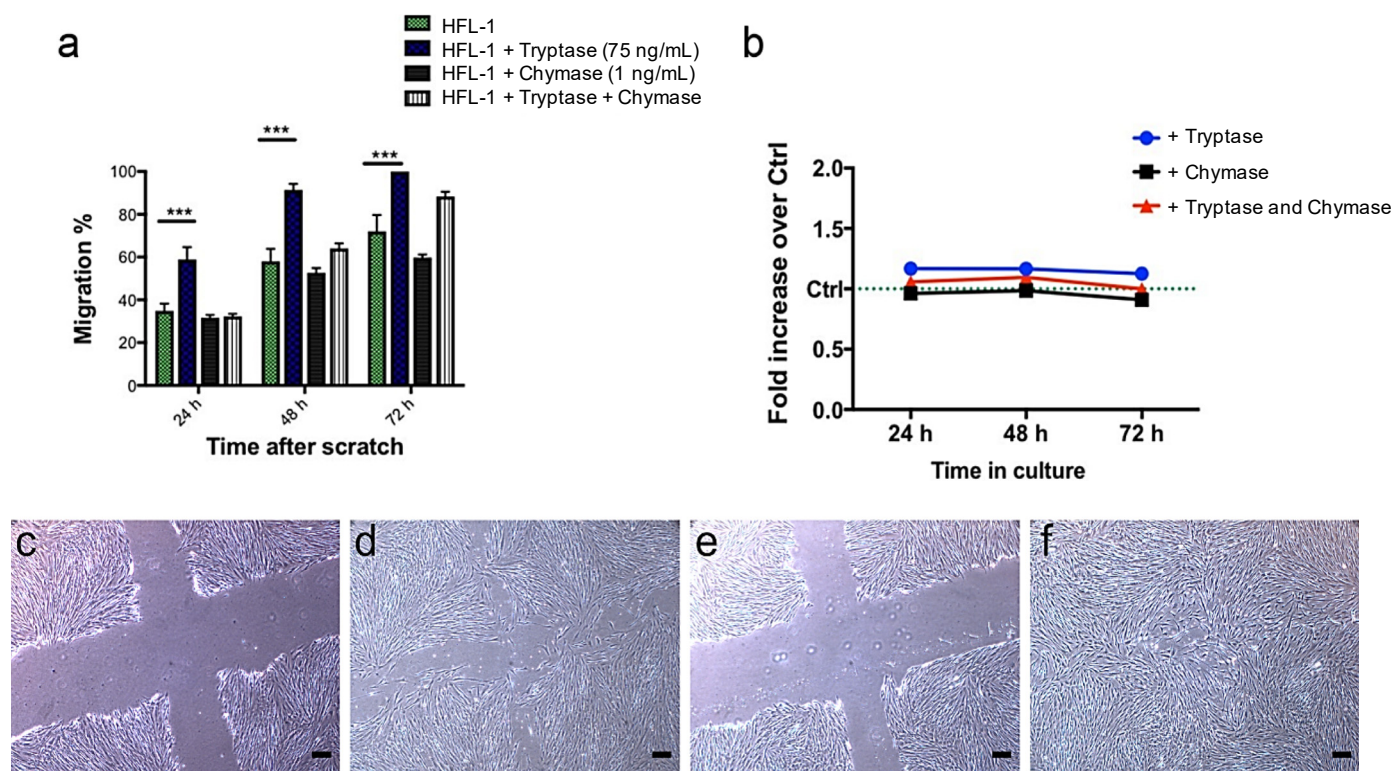 a
HFL-1
HFL-1 + Tryptase (75 ng/mL)
HFL-1 + Chymase (1 ng/mL)
HFL-1 + Tryptase + Chymase
***
***
***
100
80
60
40
20
0
Migration %
24 h
48 h
72 h
Time after scratch
b
+ Tryptase
+ Chymase
+ Tryptase and Chymase
2.0
1.5
Ctrl
0.5
0.0
Fold increase over Ctrl
24 h
48 h
72 h
Time in culture
c
d
e
f